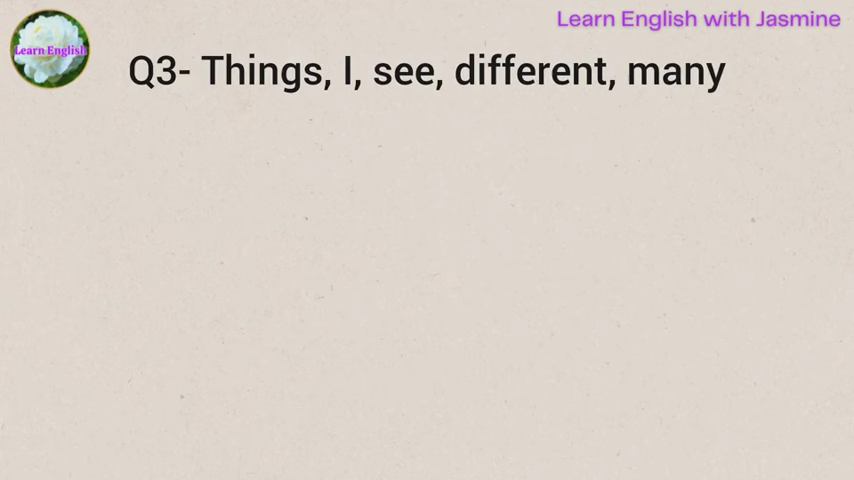 Learn English with Jasmine
Learn English
Q3- Things, I, see, different, many